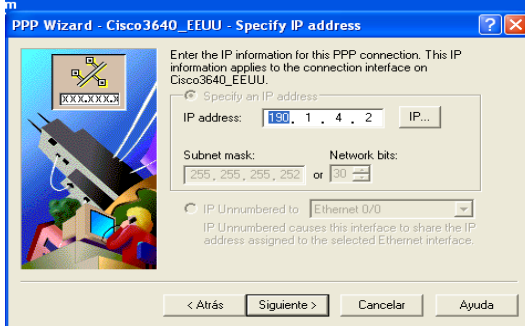 m
PPP Wizard - Cisco3640_EEUU - Specify IP address
Enter the IP information for this PPP connection. This IP
information applies to the connection interface on
Cisco3640_EEUU.
XXX.XXX.X
Specify an IP address
IP address: 190 . 1 . 4 . 2 IP...
Subnet mask: Network bits:
255 . 255 . 255 . 252 or 30
IP Unnumbered to Ethernet 0/0
IP Unnumbered causes this interface to share the IP
address assigned to the selected Ethernet interface.
< Atrás Siguiente > Cancelar Ayuda